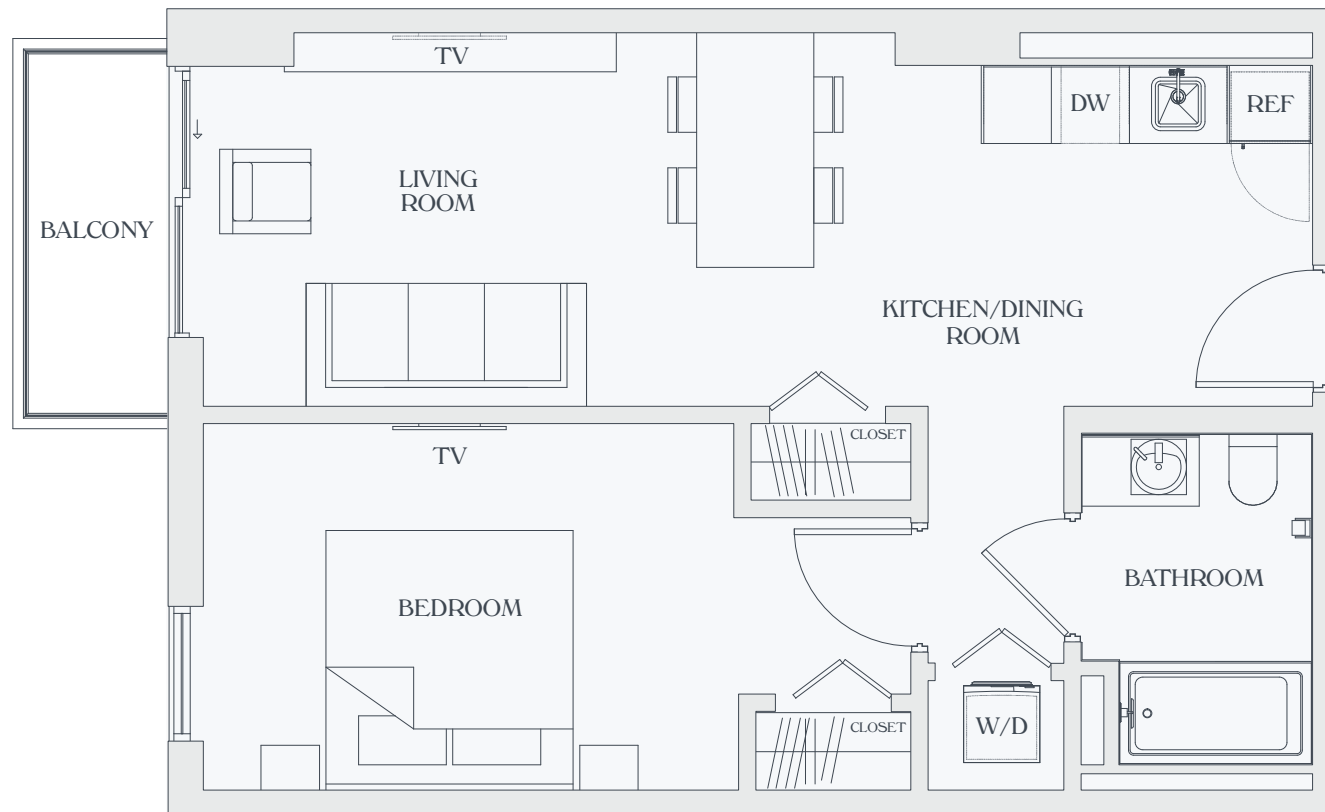 TV
DW
REF
LIVING
ROOM
BALCONY
KITCHEN/DINING
ROOM
CLOSET
TV
BATHROOM
BEDROOM
CLOSET
W/D